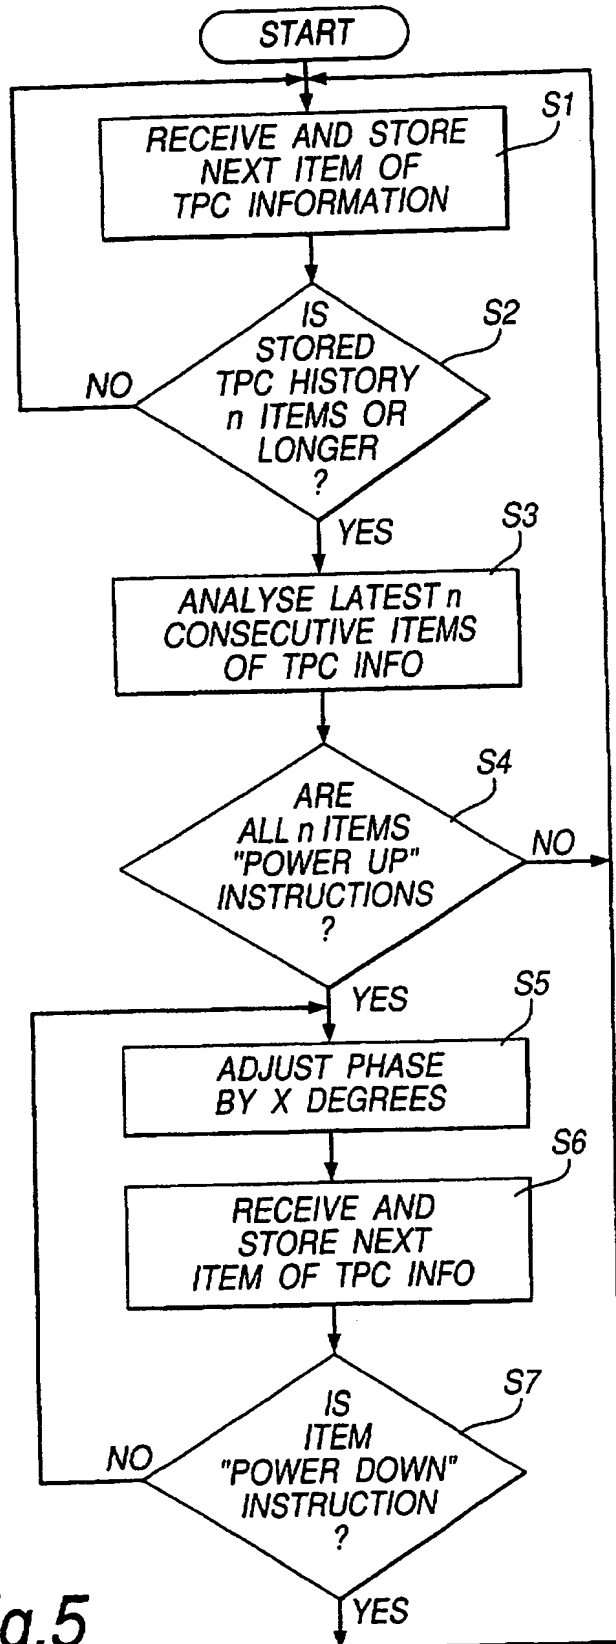 START
S1
RECEIVE AND STORE
NEXT ITEM OF
TPC INFORMATION
S2
IS
STORED
TPC HISTORY
n ITEMS OR
LONGER
?
NO
YES
S3
ANALYSE LATEST n
CONSECUTIVE ITEMS
OF TPC INFO
S4
ARE
ALL n ITEMS
"POWER UP"
INSTRUCTIONS
?
NO
YES
S5
ADJUST PHASE
BY X DEGREES
S6
RECEIVE AND
STORE NEXT
ITEM OF TPC INFO
S7
IS
ITEM
"POWER DOWN"
INSTRUCTION
?
NO
YES
g.5